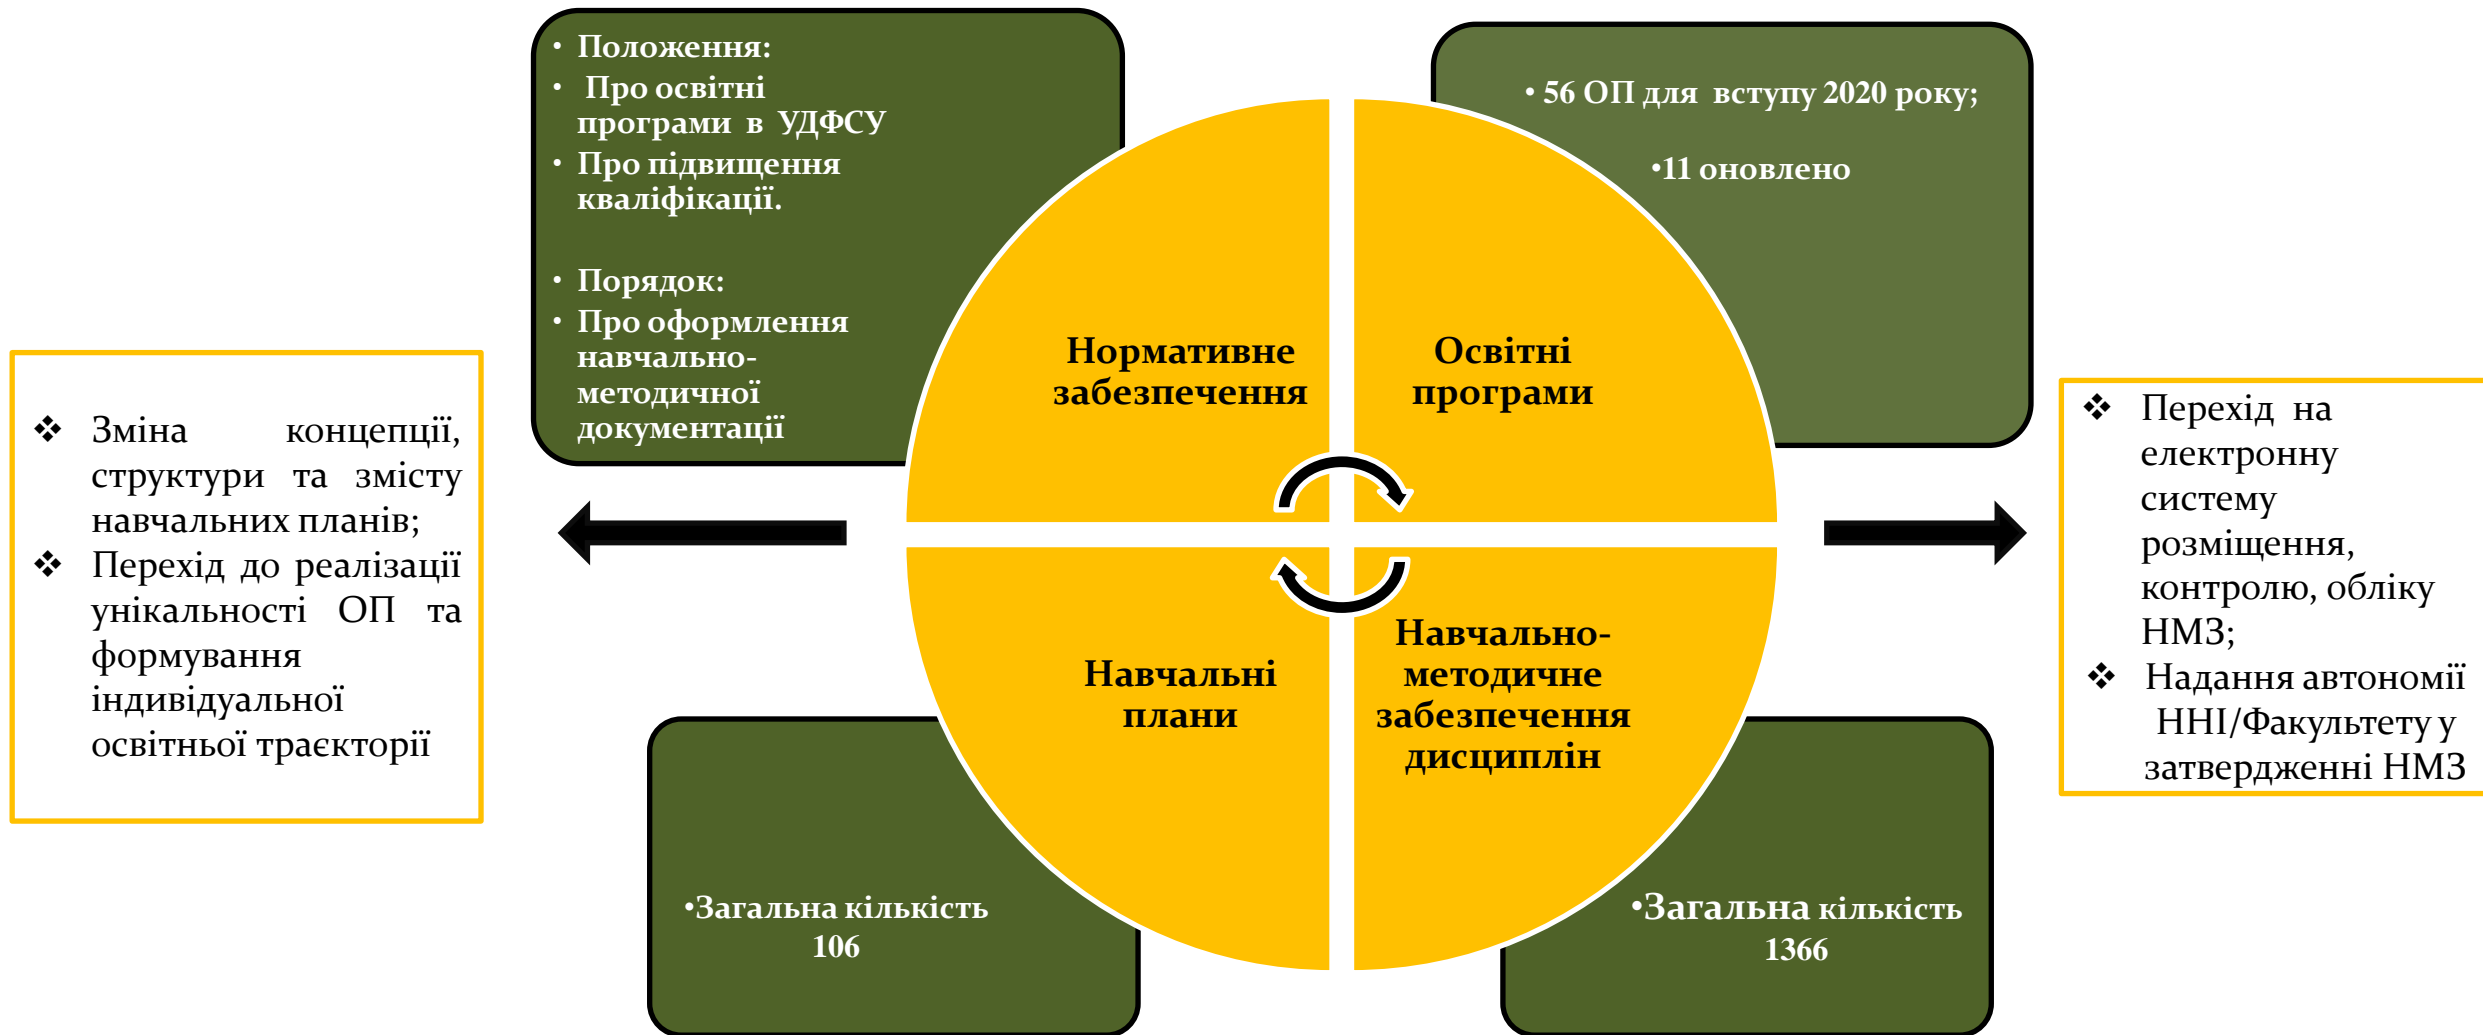 • Положення:
• Про освітні
програми в УДФСУ
• Про підвищення
кваліфікації.
• Порядок:
• Про оформлення
навчально-
методичної
документації
• 56 ОП для вступу 2020 року;
•11 оновлено
Нормативне
забезпечення
Освітні
програми
❖ Зміна концепції,
структури та змісту
навчальних планів;
❖ Перехід до реалізації
унікальності ОП та
формування
індивідуальної
освітньої траєкторії
❖ Перехід на
електронну
систему
розміщення,
контролю, обліку
НМЗ;
❖ Надання автономії
ННІ/Факультету у
затвердженні НМЗ
Навчальні
плани
Навчально-
методичне
забезпечення
дисциплін
•Загальна кількість
106
•Загальна кількість
1366